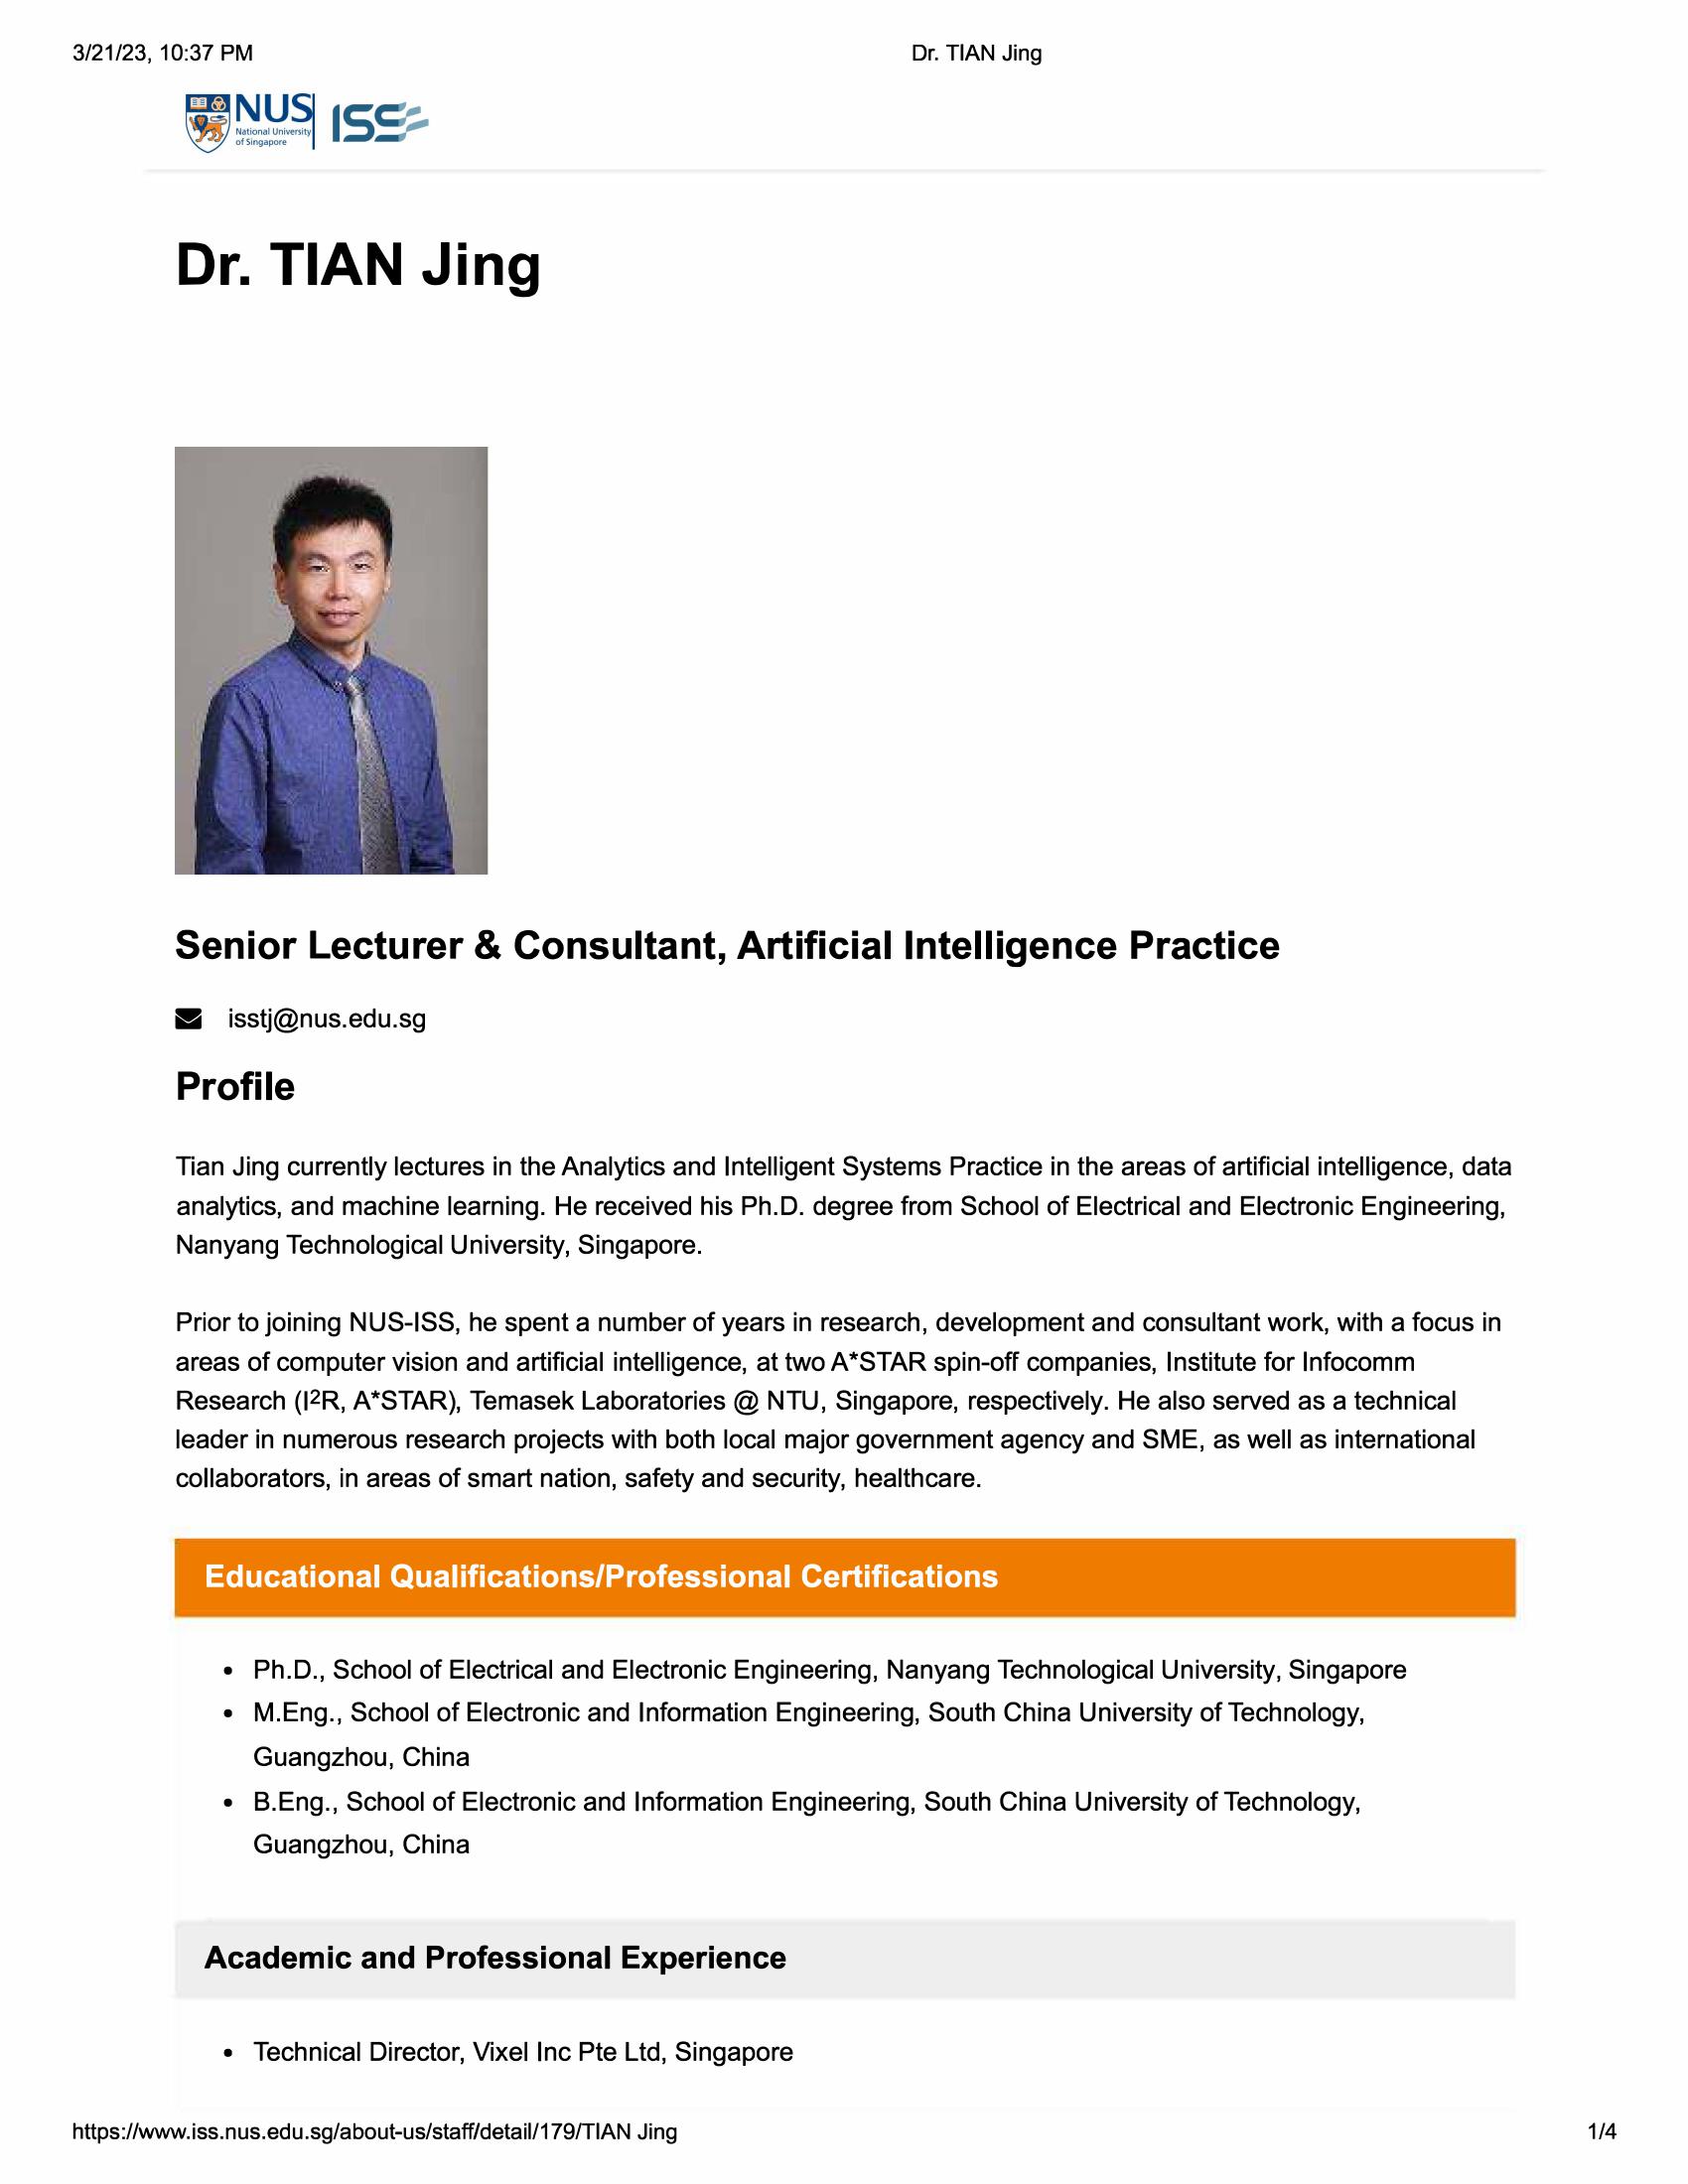 3/21/23, 10:37 PM
Dr. TIAN Jing
NUS
National University
of Singapore
ISS
Dr. TIAN Jing
Senior Lecturer & Consultant, Artificial Intelligence Practice
isstj@nus.edu.sg
Profile
Tian Jing currently lectures in the Analytics and Intelligent Systems Practice in the areas of artificial intelligence, data
analytics, and machine learning. He received his Ph.D. degree from School of Electrical and Electronic Engineering,
Nanyang Technological University, Singapore.
Prior to joining NUS-ISS, he spent a number of years in research, development and consultant work, with a focus in
areas of computer vision and artificial intelligence, at two A*STAR spin-off companies, Institute for Infocomm
Research (I²R, A*STAR), Temasek Laboratories @ NTU, Singapore, respectively. He also served as a technical
leader in numerous research projects with both local major government agency and SME, as well as international
collaborators, in areas of smart nation, safety and security, healthcare.
Educational Qualifications/Professional Certifications
• Ph.D., School of Electrical and Electronic Engineering, Nanyang Technological University, Singapore
• M.Eng., School of Electronic and Information Engineering, South China University of Technology,
Guangzhou, China
• B.Eng., School of Electronic and Information Engineering, South China University of Technology,
Guangzhou, China
Academic and Professional Experience
• Technical Director, Vixel Inc Pte Ltd, Singapore
https://www.iss.nus.edu.sg/about-us/staff/detail/179/TIAN Jing
1/4